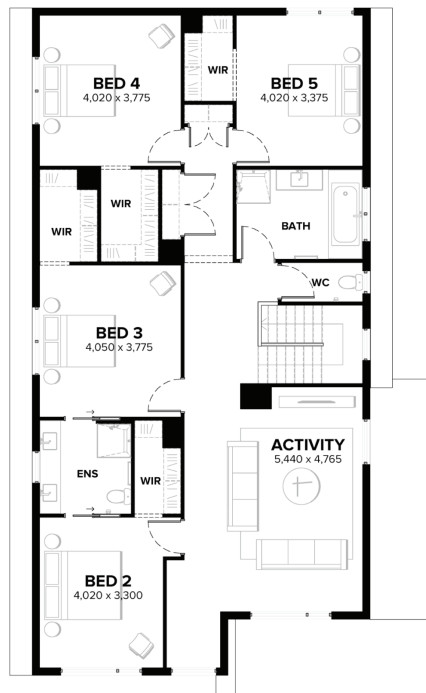 BED 4
4,020 x 3,775
WIR
BED 5
4,020 x 3,375
WIR
WIR
BATH
WC
BED 3
4,050 x 3,775
ACTIVITY
5,440 x 4,765
ENS
WIR
BED 2
4,020 x 3,300